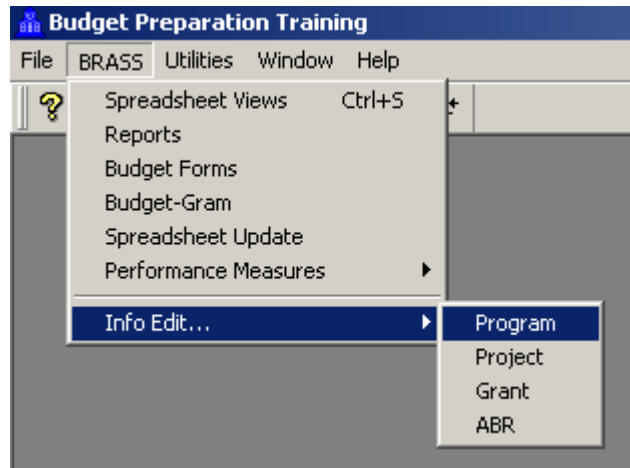 Budget Preparation Training
File BRASS Utilities Window Help
Spreadsheet Views Ctrl+S
Reports
Budget Forms
Budget-Gram
Spreadsheet Update
Performance Measures
Info Edit... Program
Project
Grant
ABR